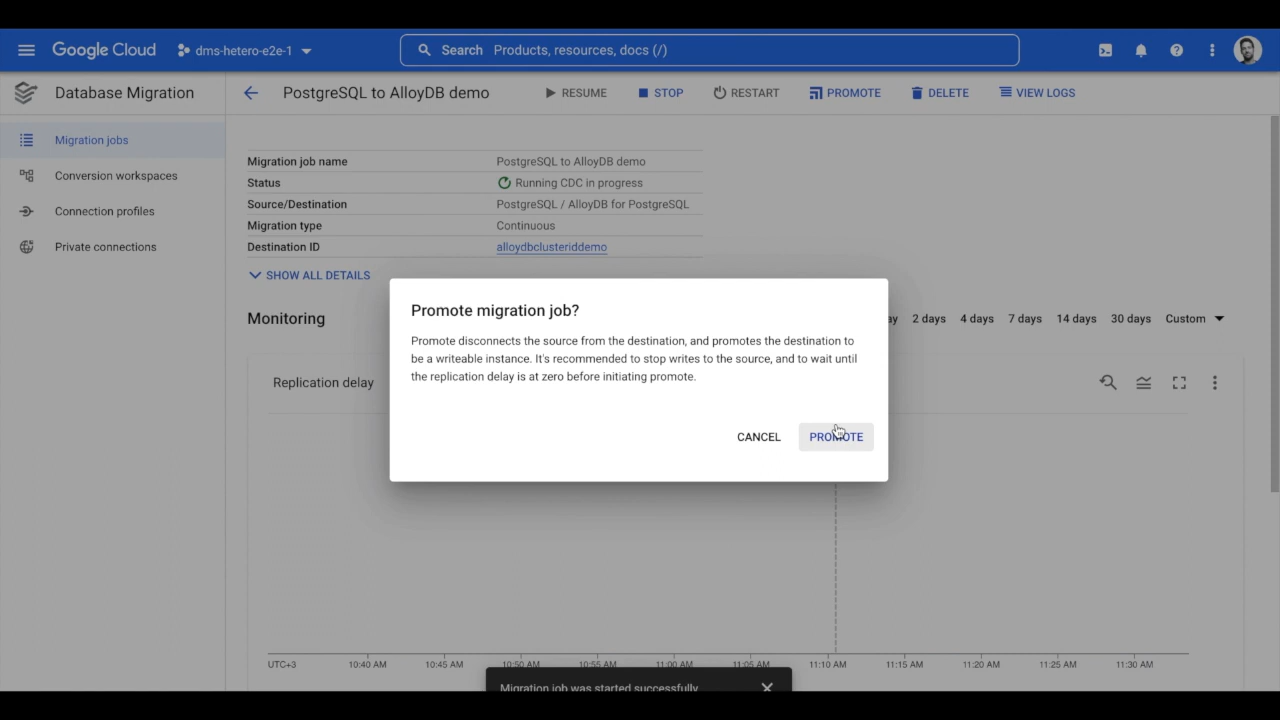 Google Cloud
dms-hetero-e2e-1
Search Products, resources, docs (/)
Database Migration
PostgreSQL to AlloyDB demo
RESUME
STOP
RESTART
PROMOTE
DELETE
VIEW LOGS
Migration jobs
Conversion workspaces
Connection profiles
Private connections
Migration job name PostgreSQL to AlloyDB demo
Status Running CDC in progress
Source/Destination PostgreSQL / AlloyDB for PostgreSQL
Migration type Continuous
Destination ID alloydbclusteriddemo
SHOW ALL DETAILS
Monitoring
ay 2 days 4 days 7 days 14 days 30 days Custom
Promote migration job?
Promote disconnects the source from the destination, and promotes the destination to
be a writeable instance. It's recommended to stop writes to the source, and to wait until
the replication delay is at zero before initiating promote.
CANCEL
PROMOTE
Replication delay
UTC+3 10:40 AM 10:45 AM 10:50 AM 10:55 AM 11:00 AM 11:05 AM 11:10 AM 11:15 AM 11:20 AM 11:25 AM 11:30 AM
Migration job was started successfully